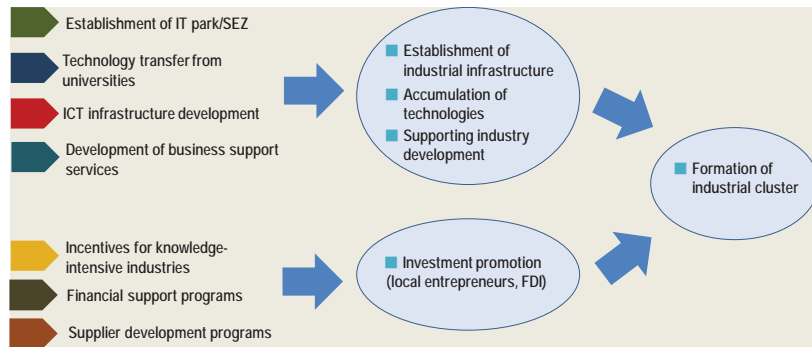 Establishment of IT park/SEZ
Technology transfer from
universities
ICT infrastructure development
Development of business support
services
Incentives for knowledge-
intensive industries
Financial support programs
Supplier development programs
Establishment of
industrial infrastructure
Accumulation of
technologies
Supporting industry
development
Investment promotion
(local entrepreneurs, FDI)
Formation of
industrial cluster